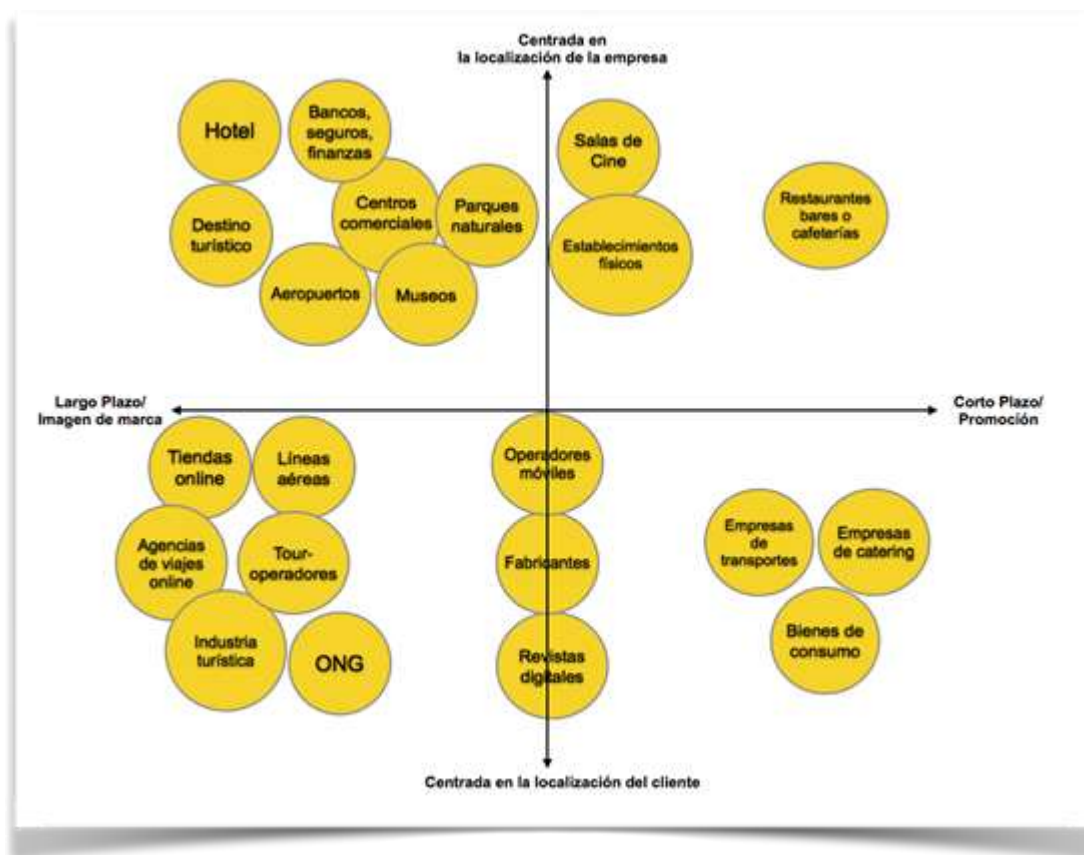 Centrada en
la localización de la empresa
Hotel
Bancos,
seguros,
finanzas
Salas de
Cine
Destino
turístico
Centros
comerciales
Parques
naturales
Restaurantes
bares o
cafeterías
Establecimientos
físicos
Aeropuertos
Museos
Largo Plazo/
Imagen de marca
Corto Plazo/
Promoción
Tiendas
online
Líneas
aéreas
Operadores
móviles
Agencias
de viajes
online
Tour-
operadores
Fabricantes
Empresas
de
transportes
Empresas
de catering
Industria
turística
ONG
Revistas
digitales
Bienes de
consumo
Centrada en la localización del cliente